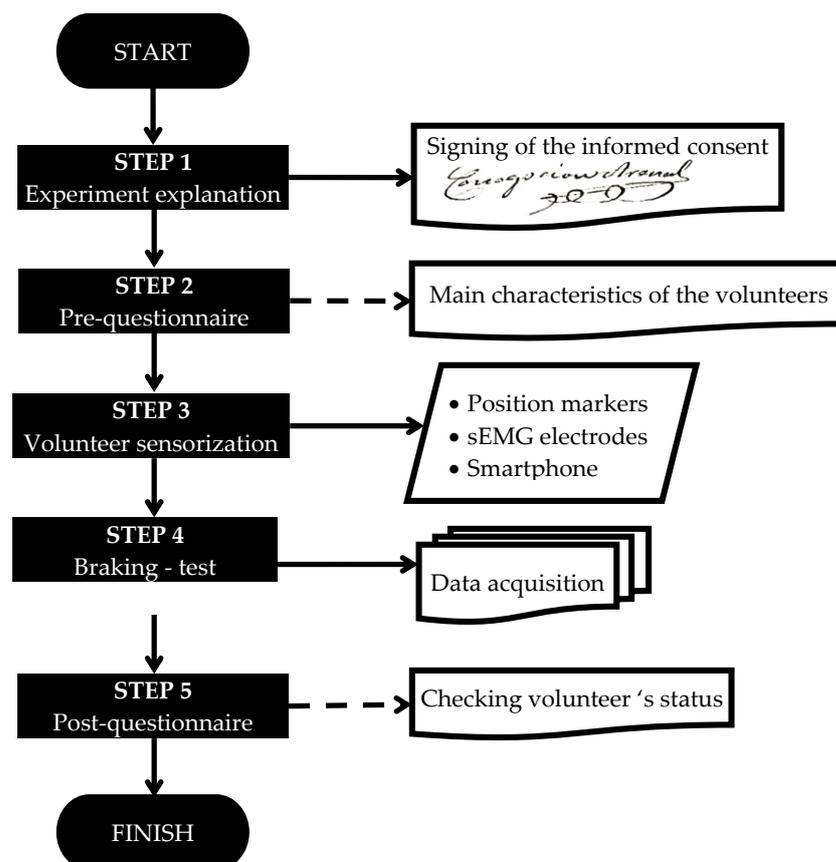 START
STEP 1
Experiment explanation
Signing of the informed consent
STEP 2
Pre-questionnaire
Main characteristics of the volunteers
STEP 3
Volunteer sensorization
• Position markers
• sEMG electrodes
• Smartphone
STEP 4
Braking - test
Data acquisition
STEP 5
Post-questionnaire
Checking volunteer ‘s status
FINISH